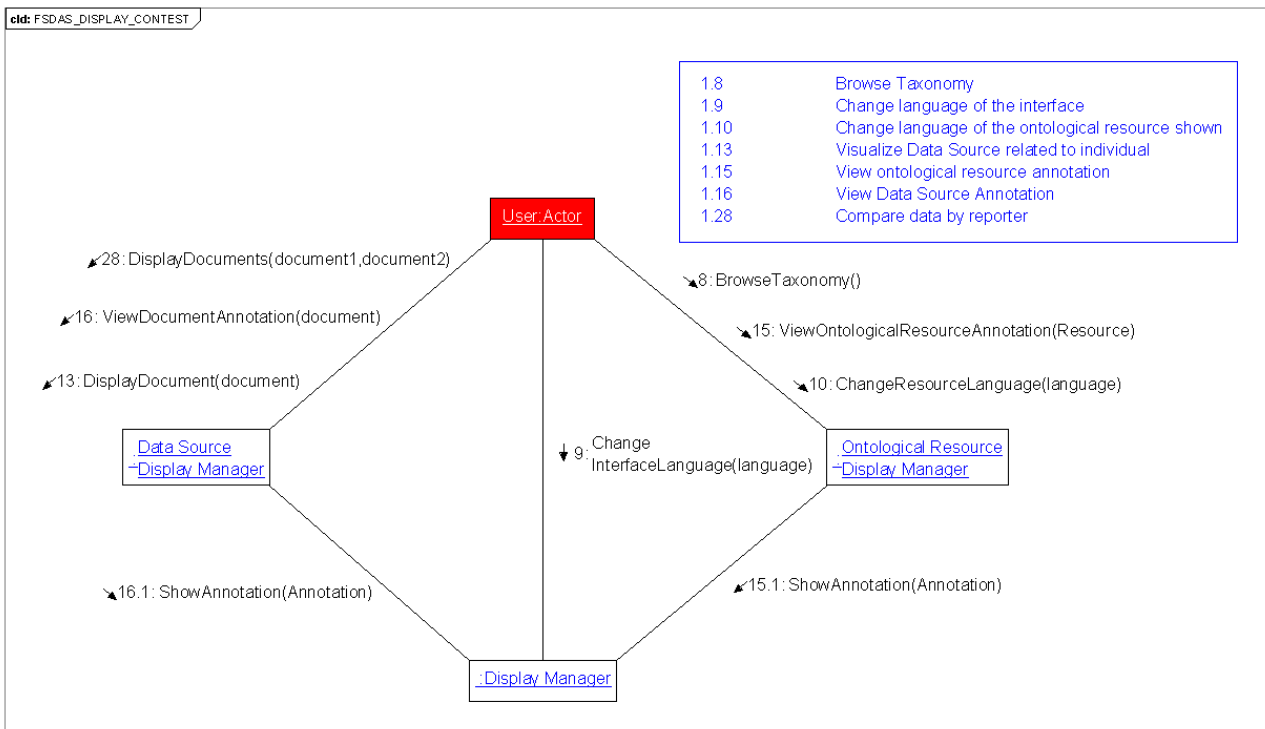 cld: FSDAS_DISPLAY_CONTEST
1.8 Browse Taxonomy
1.9 Change language of the interface
1.10 Change language of the ontological resource shown
1.13 Visualize Data Source related to individual
1.15 View ontological resource annotation
1.16 View Data Source Annotation
1.28 Compare data by reporter
User:Actor
28: DisplayDocuments(document1,document2)
8: BrowseTaxonomy()
16: ViewDocumentAnnotation(document)
15: ViewOntologicalResourceAnnotation(Resource)
13: DisplayDocument(document)
10: ChangeResourceLanguage(language)
:Data Source
Display Manager
9: Change
InterfaceLanguage(language)
:Ontological Resource
Display Manager
16.1: ShowAnnotation(Annotation)
15.1: ShowAnnotation(Annotation)
:Display Manager